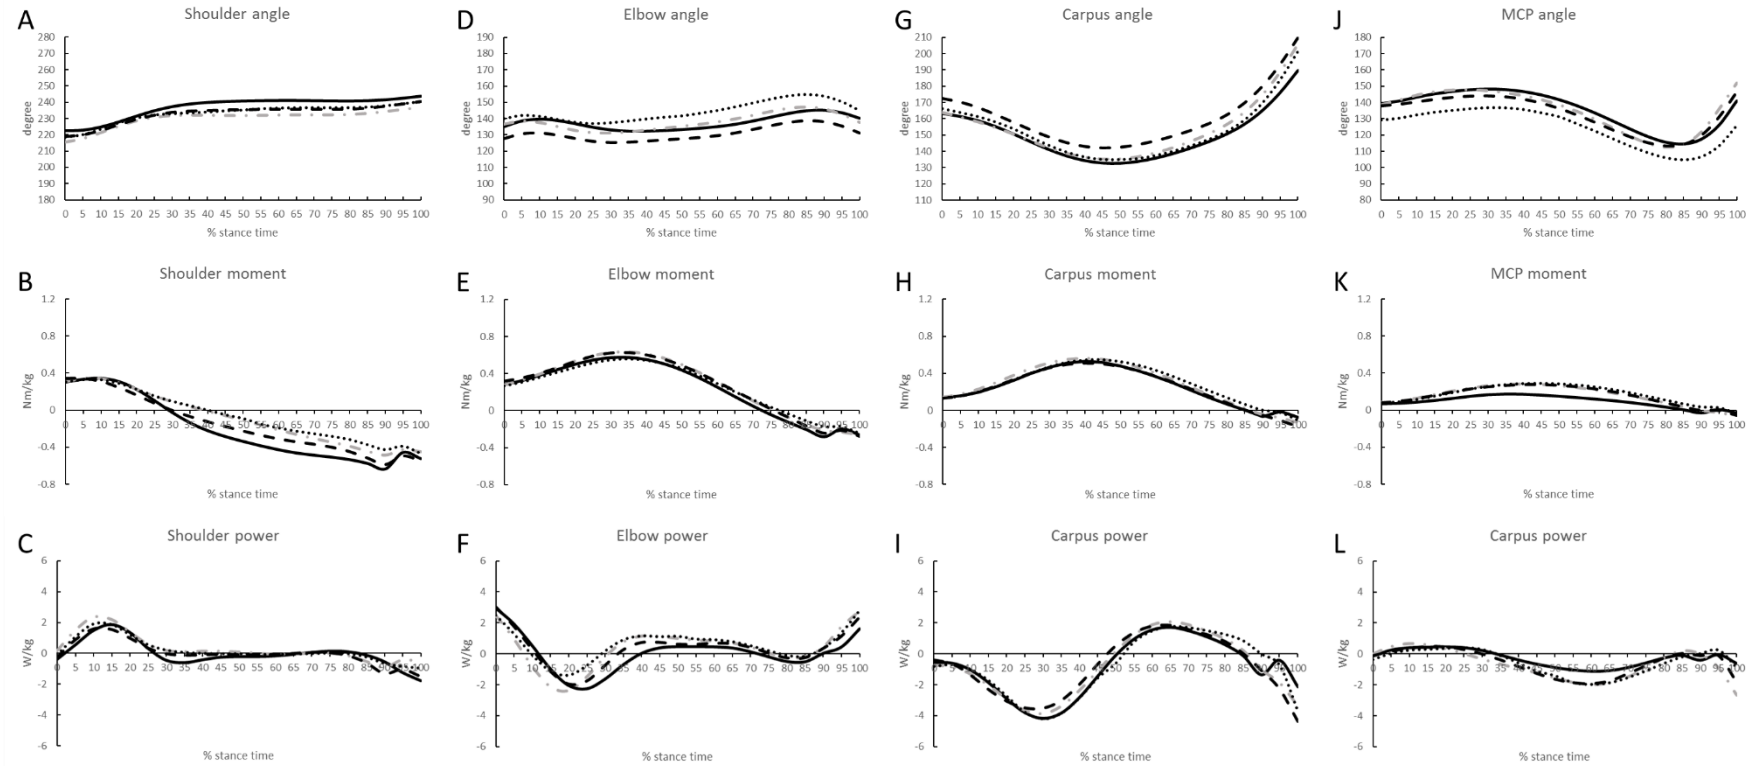 A
Shoulder angle
280
270
260
250
240
230
220
210
200
190
180
degree
0 5 10 15 20 25 30 35 40 45 50 55 60 65 70 75 80 85 90 95 100
% stance time
D
Elbow angle
190
180
170
160
150
140
130
120
110
100
90
degree
0 5 10 15 20 25 30 35 40 45 50 55 60 65 70 75 80 85 90 95 100
% stance time
G
Carpus angle
210
200
190
180
170
160
150
140
130
120
110
degree
0 5 10 15 20 25 30 35 40 45 50 55 60 65 70 75 80 85 90 95 100
% stance time
J
MCP angle
180
170
160
150
140
130
120
110
100
90
80
degree
0 5 10 15 20 25 30 35 40 45 50 55 60 65 70 75 80 85 90 95 100
% stance time
B
Shoulder moment
1.2
0.8
0.4
0
-0.4
-0.8
Nm/kg
0 5 10 15 20 25 30 35 40 45 50 55 60 65 70 75 80 85 90 95 100
% stance time
E
Elbow moment
1.2
0.8
0.4
0
-0.4
-0.8
Nm/kg
0 5 10 15 20 25 30 35 40 45 50 55 60 65 70 75 80 85 90 95 100
% stance time
H
Carpus moment
1.2
0.8
0.4
0
-0.4
-0.8
Nm/kg
0 5 10 15 20 25 30 35 40 45 50 55 60 65 70 75 80 85 90 95 100
% stance time
K
MCP moment
1.2
0.8
0.4
0
-0.4
-0.8
Nm/kg
0 5 10 15 20 25 30 35 40 45 50 55 60 65 70 75 80 85 90 95 100
% stance time
C
Shoulder power
6
4
2
0
-2
-4
-6
W/kg
0 5 10 15 20 25 30 35 40 45 50 55 60 65 70 75 80 85 90 95 100
% stance time
F
Elbow power
6
4
2
0
-2
-4
-6
W/kg
0 5 10 15 20 25 30 35 40 45 50 55 60 65 70 75 80 85 90 95 100
% stance time
I
Carpus power
6
4
2
0
-2
-4
-6
W/kg
0 5 10 15 20 25 30 35 40 45 50 55 60 65 70 75 80 85 90 95 100
% stance time
L
Carpus power
6
4
2
0
-2
-4
-6
W/kg
0 5 10 15 20 25 30 35 40 45 50 55 60 65 70 75 80 85 90 95 100
% stance time